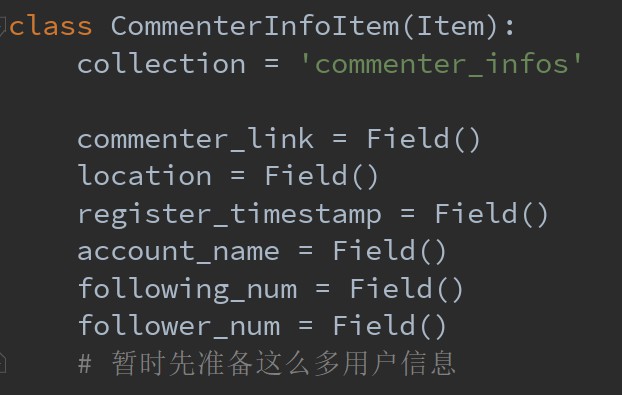 class CommenterInfoItem(Item):
    collection = 'commenter_infos'
    commenter_link = Field()
    location = Field()
    register_timestamp = Field()
    account_name = Field()
    following_num = Field()
    follower_num = Field()
    # 暂时先准备这么多用户信息